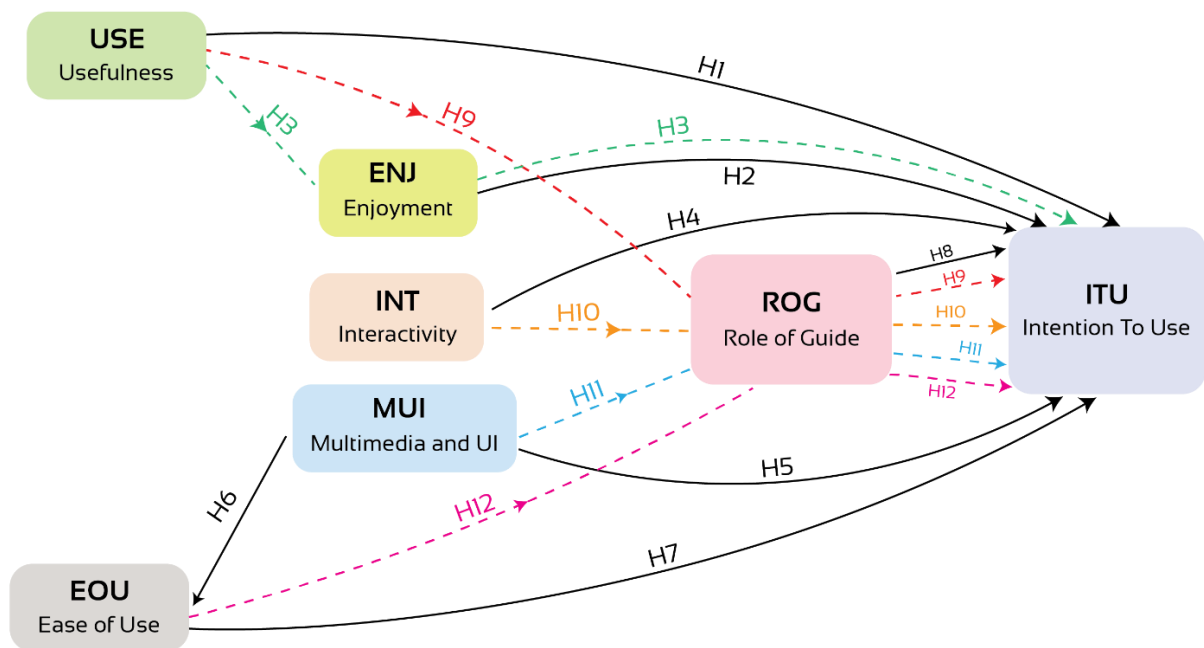 USE
Usefulness
H1
H3
H9
H3
ENJ
Enjoyment
H2
H4
INT
Interactivity
H10
ROG
Role of Guide
H8
H9
H10
H11
H12
ITU
Intention To Use
MUI
Multimedia and UI
H11
H5
H6
H12
H7
EOU
Ease of Use